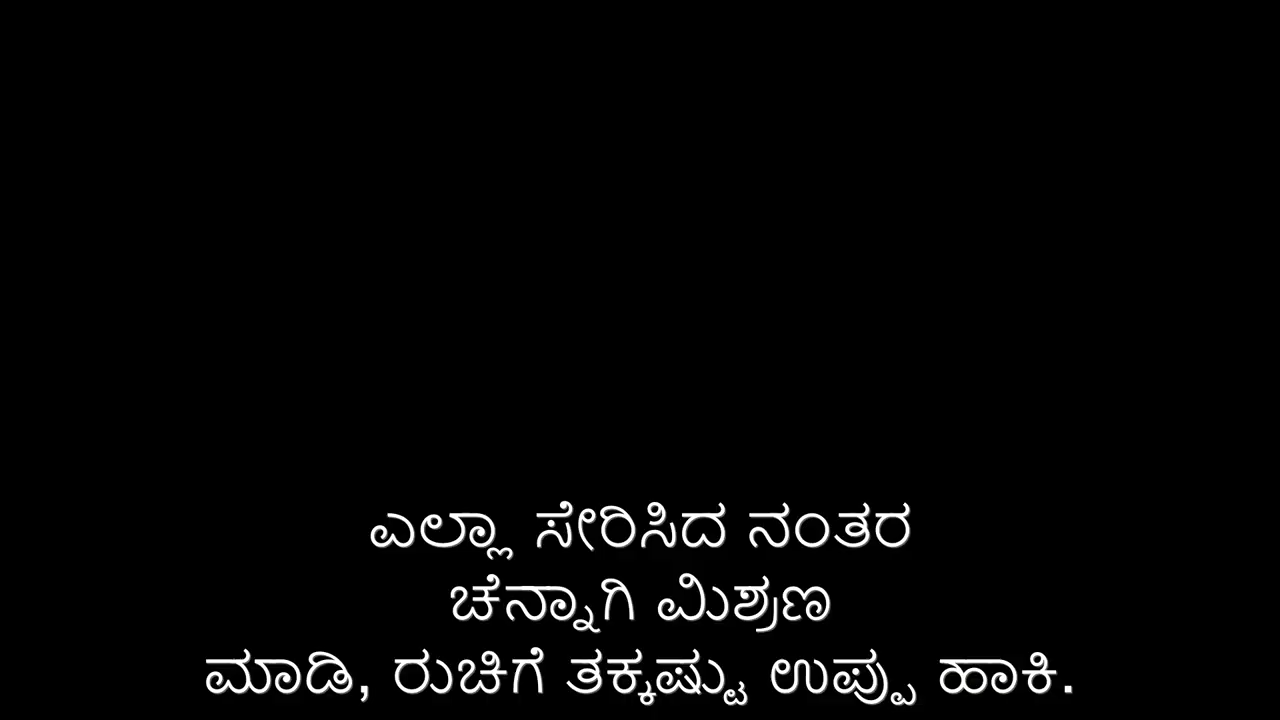 ಎಲ್ಲಾ ಸೇರಿಸಿದ ನಂತರ
ಚೆನ್ನಾಗಿ ಮಿಶ್ರಣ
ಮಾಡಿ, ರುಚಿಗೆ ತಕ್ಕಷ್ಟು ಉಪ್ಪು ಹಾಕಿ.